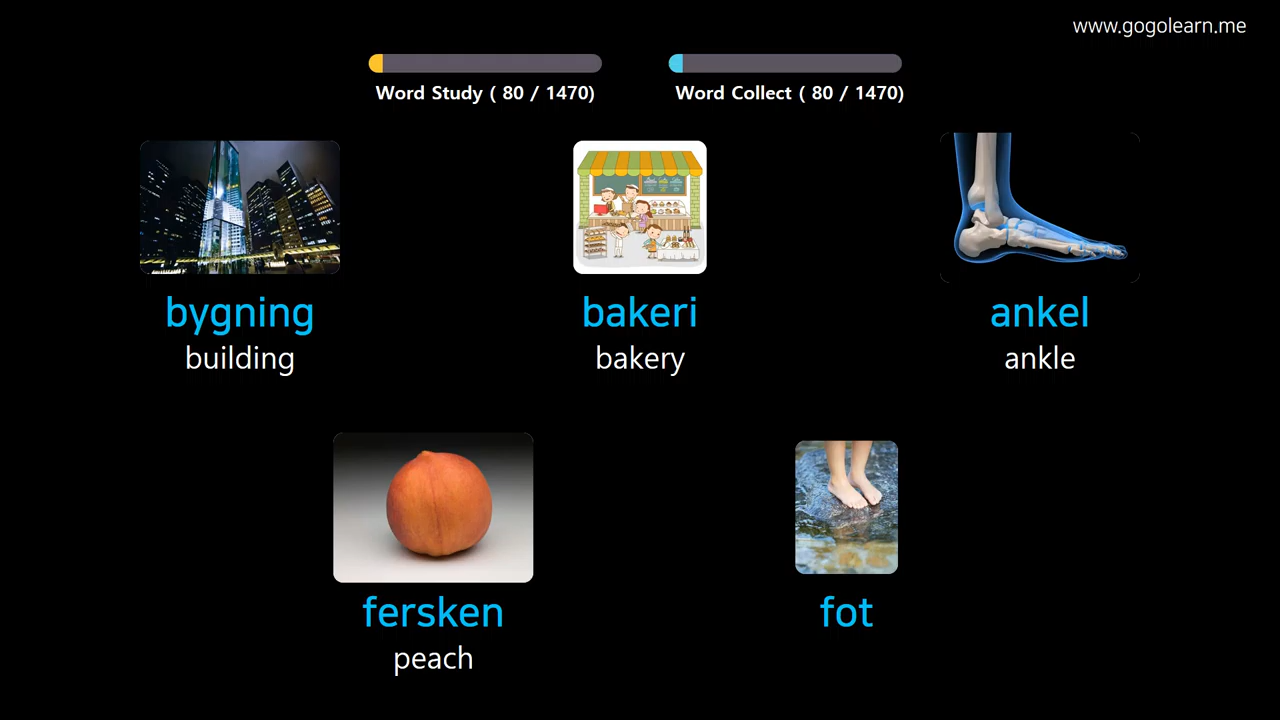 www.gogolearn.me
Word Study ( 80 / 1470)
Word Collect ( 80 / 1470)
bygning
building
bakeri
bakery
ankel
ankle
fersken
peach
fot